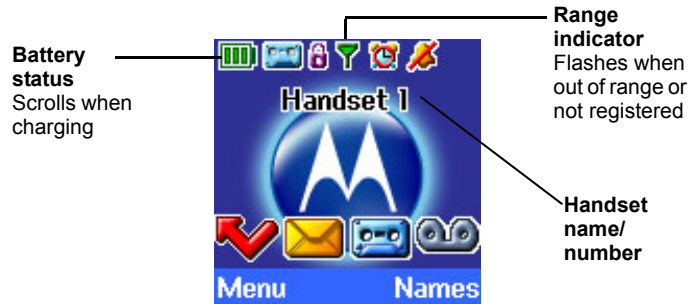 Battery
status
Scrolls when
charging
Range
indicator
Flashes when
out of range or
not registered
Handset 1
Handset
name/
number
Menu Names